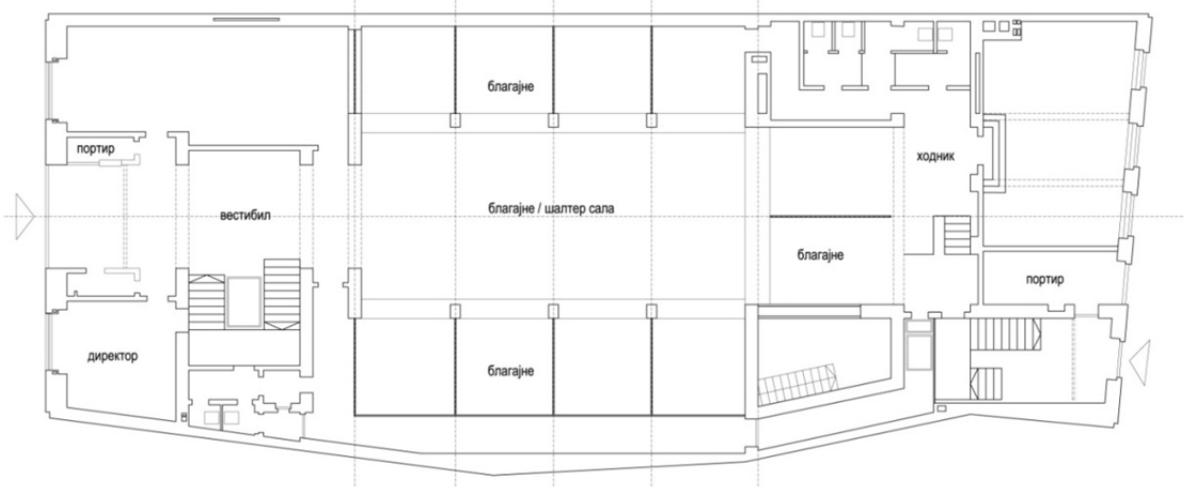 благајне
портир
ходник
вестибил
благајне / шалтер сала
благајне
портир
директор
благајне